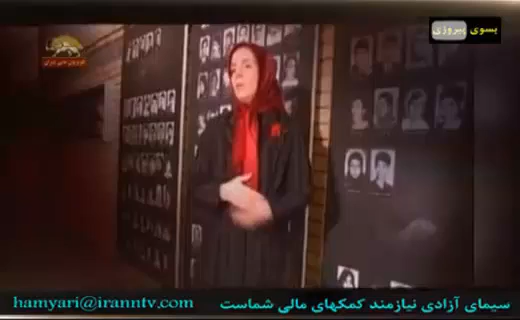 بسوی پیروزی
سیمای آزادی نیازمند کمکهای مالی شماست
hamyari@iranntv.com